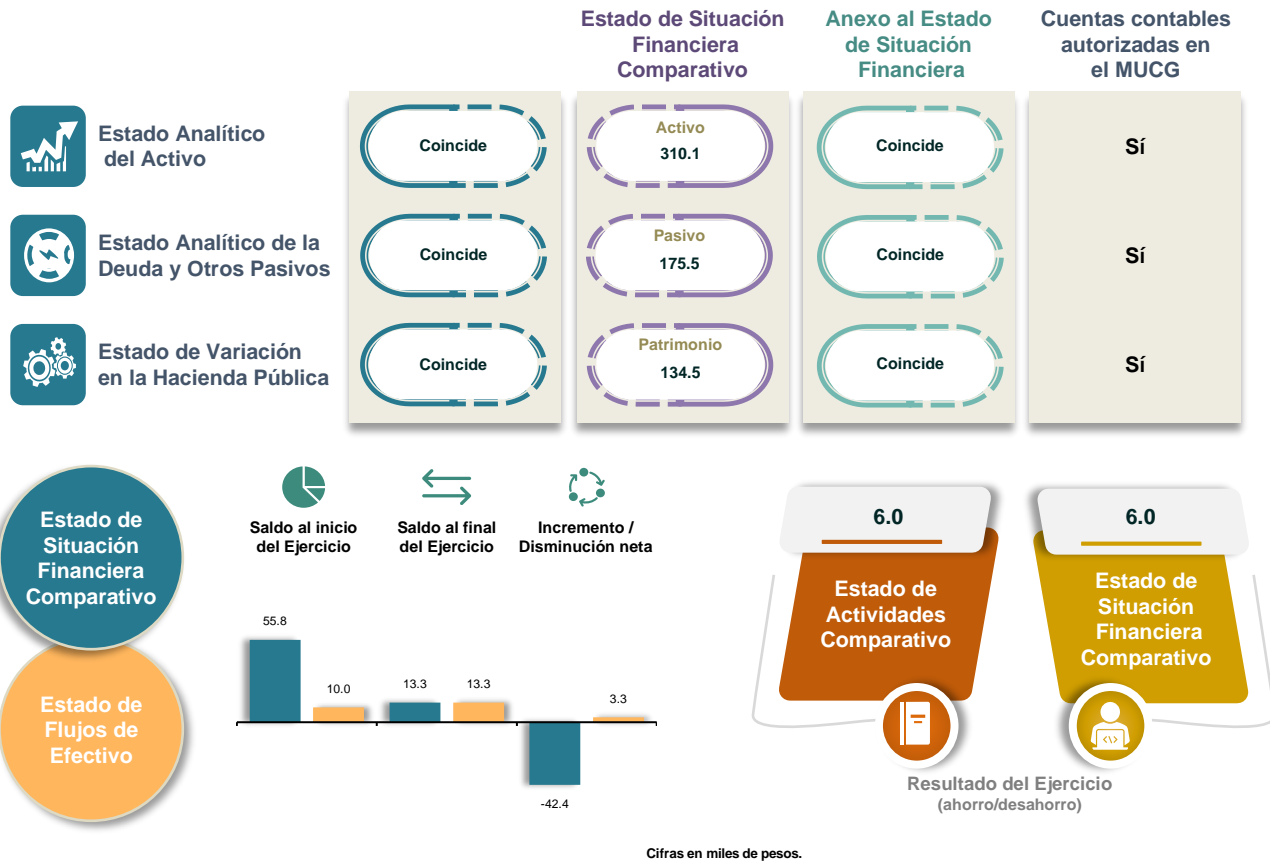 Estado de Situación
Financiera
Comparativo
Anexo al Estado
de Situación
Financiera
Cuentas contables
autorizadas en
el MUCG
Estado Analítico
del Activo
Coincide
Activo
310.1
Coincide
Sí
Estado Analítico de la
Deuda y Otros Pasivos
Coincide
Pasivo
175.5
Coincide
Sí
Estado de Variación
en la Hacienda Pública
Coincide
Patrimonio
134.5
Coincide
Sí
Estado de
Situación
Financiera
Comparativo
Estado de
Flujos de
Efectivo
Saldo al inicio
del Ejercicio
Saldo al final
del Ejercicio
Incremento /
Disminución neta
55.8
10.0
13.3
13.3
-42.4
3.3
6.0
Estado de
Actividades
Comparativo
6.0
Estado de
Situación
Financiera
Comparativo
Resultado del Ejercicio
(ahorro/desahorro)
Cifras en miles de pesos.